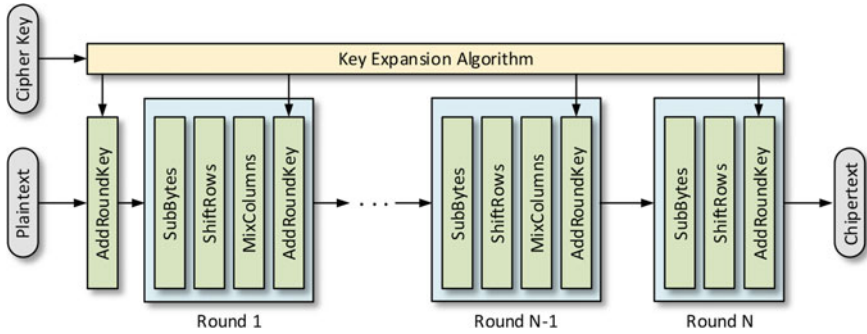 Cipher Key
Key Expansion Algorithm
Plaintext
AddRoundKey
SubBytes
ShiftRows
MixColumns
AddRoundKey
. . .
SubBytes
ShiftRows
MixColumns
AddRoundKey
SubBytes
ShiftRows
AddRoundKey
Chipertext
Round 1
Round N-1
Round N